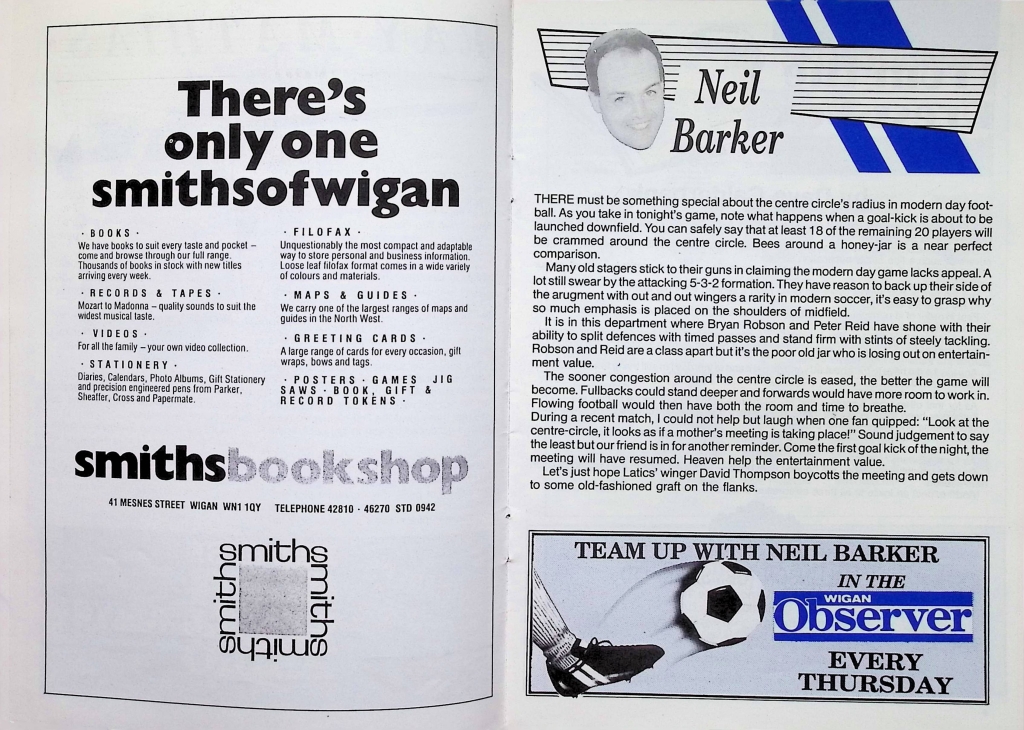 There's
only one
smithsofwigan
· BOOKS ·
We have books to suit every taste and pocket –
come and browse through our full range.
Thousands of books in stock with new titles
arriving every week.
· RECORDS & TAPES ·
Mozart to Madonna – quality sounds to suit the
widest musical taste.
· VIDEOS ·
For all the family – your own video collection.
· STATIONERY ·
Diaries, Calendars, Photo Albums, Gift Stationery
and precision engineered pens from Parker,
Sheaffer, Cross and Papermate.
· FILOFAX ·
Unquestionably the most compact and adaptable
way to store personal and business information.
Loose leaf filofax format comes in a wide variety
of colours and materials.
· MAPS & GUIDES ·
We carry one of the largest ranges of maps and
guides in the North West.
· GREETING CARDS ·
A large range of cards for every occasion, gift
wraps, bows and tags.
· POSTERS · GAMES JIG
SAWS · BOOK, GIFT &
RECORD TOKENS ·
smithsbookshop
41 MESNES STREET WIGAN WN1 1QY TELEPHONE 42810 · 46270 STD 0942
smiths
smiths
smiths
smiths
Neil
Barker
THERE must be something special about the centre circle's radius in modern day foot-
ball. As you take in tonight's game, note what happens when a goal-kick is about to be
launched downfield. You can safely say that at least 18 of the remaining 20 players will
be crammed around the centre circle. Bees around a honey-jar is a near perfect
comparison.
Many old stagers stick to their guns in claiming the modern day game lacks appeal. A
lot still swear by the attacking 5-3-2 formation. They have reason to back up their side of
the arugment with out and out wingers a rarity in modern soccer, it's easy to grasp why
so much emphasis is placed on the shoulders of midfield.
It is in this department where Bryan Robson and Peter Reid have shone with their
ability to split defences with timed passes and stand firm with stints of steely tackling.
Robson and Reid are a class apart but it's the poor old jar who is losing out on entertain-
ment value.
The sooner congestion around the centre circle is eased, the better the game will
become. Fullbacks could stand deeper and forwards would have more room to work in.
Flowing football would then have both the room and time to breathe.
During a recent match, I could not help but laugh when one fan quipped: "Look at the
centre-circle, it looks as if a mother's meeting is taking place!" Sound judgement to say
the least but our friend is in for another reminder. Come the first goal kick of the night, the
meeting will have resumed. Heaven help the entertainment value.
Let's just hope Latics' winger David Thompson boycotts the meeting and gets down
to some old-fashioned graft on the flanks.
TEAM UP WITH NEIL BARKER
IN THE
WIGAN
Observer
EVERY
THURSDAY